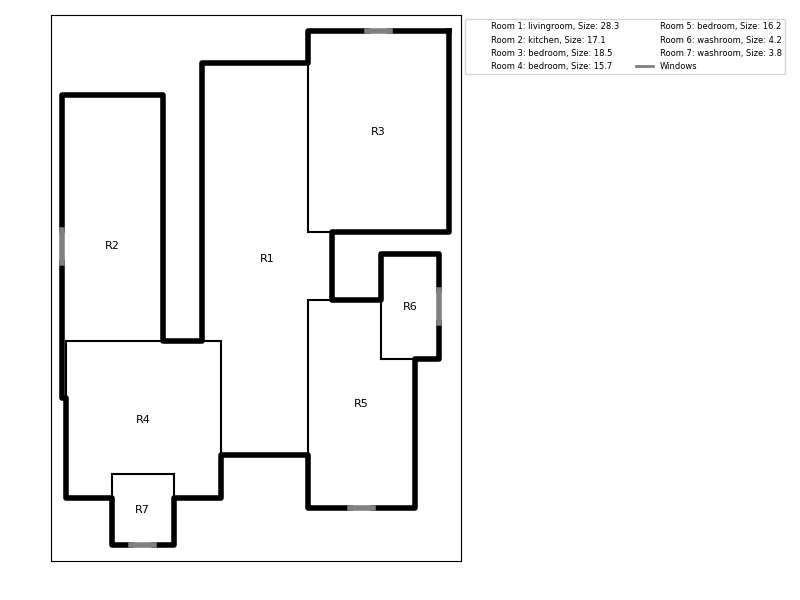 Room 1: livingroom, Size: 28.3
Room 2: kitchen, Size: 17.1
Room 3: bedroom, Size: 18.5
Room 4: bedroom, Size: 15.7
Room 5: bedroom, Size: 16.2
Room 6: washroom, Size: 4.2
Room 7: washroom, Size: 3.8
Windows
R3
R2
R1
R6
R5
R4
R7